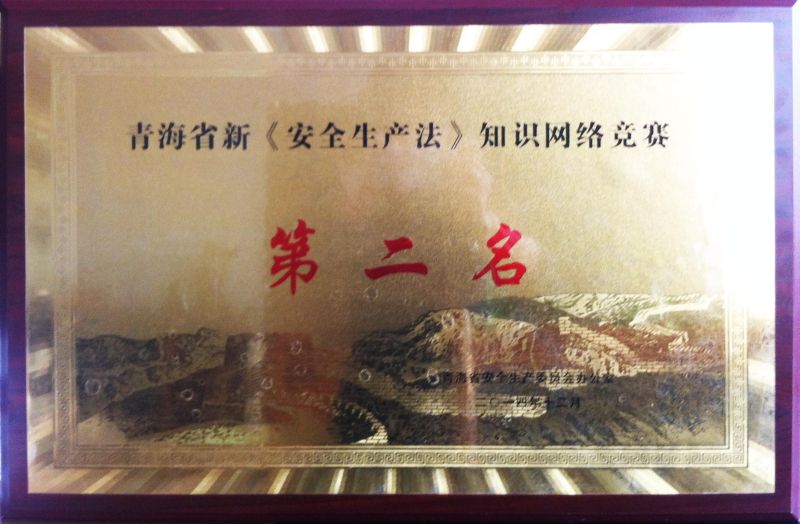 青海省新《安全生产法》知识网络竞赛
第二名
青海省安全生产委员会办公室
二〇一四年十二月